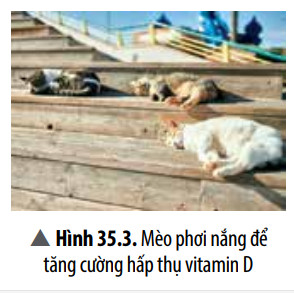 ▲ Hình 35.3. Mèo phơi nắng để
tăng cường hấp thụ vitamin D